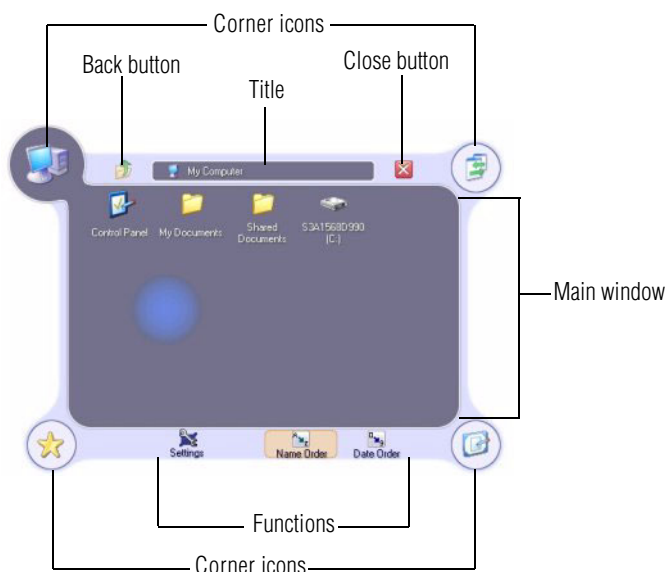 Corner icons
Back button
Close button
Title
My Computer
Control Panel
My Documents
Shared
Documents
S3A1568D990
(C:)
Main window
Settings
Name Order
Date Order
Functions
Corner icons